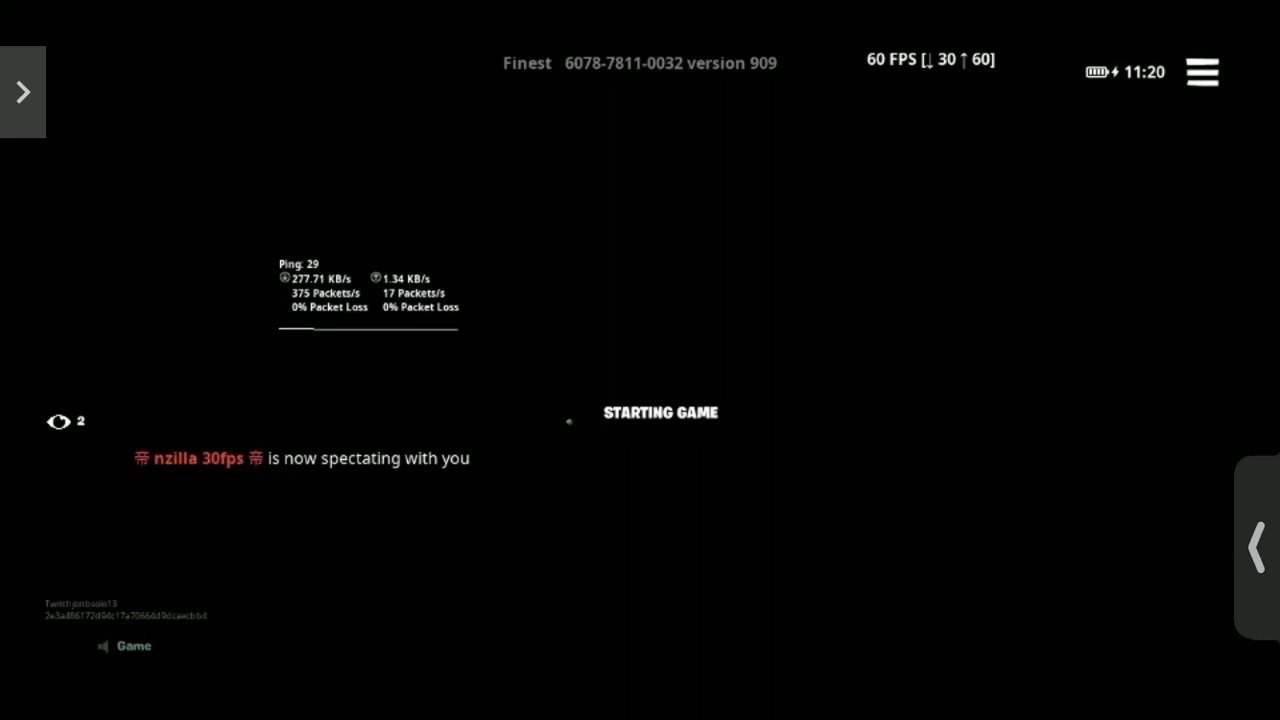 Finest 6078-7811-0032 version 909
60 FPS [↓ 30 ↑ 60]
11:20
Ping: 29
277.71 KB/s 1.34 KB/s
375 Packets/s 17 Packets/s
0% Packet Loss 0% Packet Loss
2
STARTING GAME
帝 nzilla 30fps 帝 is now spectating with you
Game